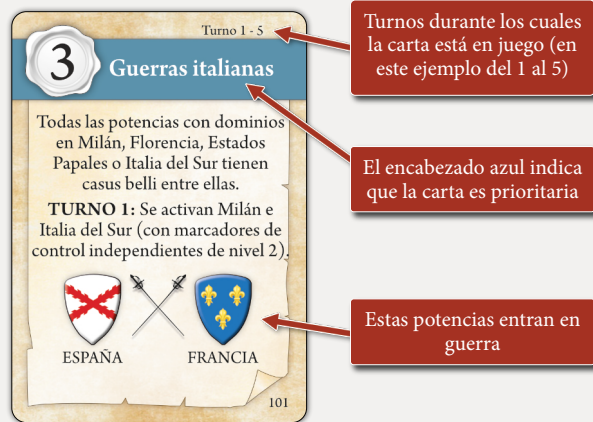 Turno 1 - 5
3
Guerras italianas
Todas las potencias con dominios
en Milán, Florencia, Estados
Papales o Italia del Sur tienen
casus belli entre ellas.
TURNO 1: Se activan Milán e
Italia del Sur (con marcadores de
control independientes de nivel 2).
ESPAÑA
FRANCIA
101
Turnos durante los cuales
la carta está en juego (en
este ejemplo del 1 al 5)
El encabezado azul indica
que la carta es prioritaria
Estas potencias entran en
guerra